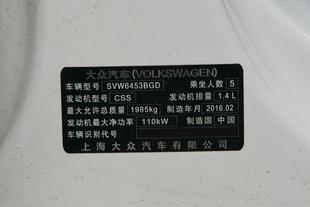 大众汽车(VOLKSWAGEN)
车辆型号 SVW6453BGD 乘坐人数 5
发动机型号 CSS 发动机排量 1.4 L
最大允许总质量 1985kg 制造年月 2016.02
发动机最大净功率 110kW 制造国 中国
车辆识别代号
上海大众汽车有限公司